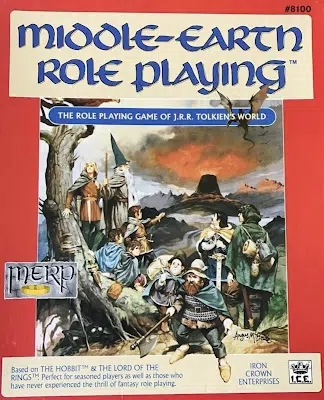 #8100
MIDDLE-EARTH
ROLE PLAYING™
THE ROLE PLAYING GAME OF J.R.R. TOLKIEN'S WORLD
MERP
Based on THE HOBBIT™ & THE LORD OF THE
RINGS™ Perfect for seasoned players as well as those who
have never experienced the thrill of fantasy role playing.
IRON
CROWN
ENTERPRISES
I.C.E.